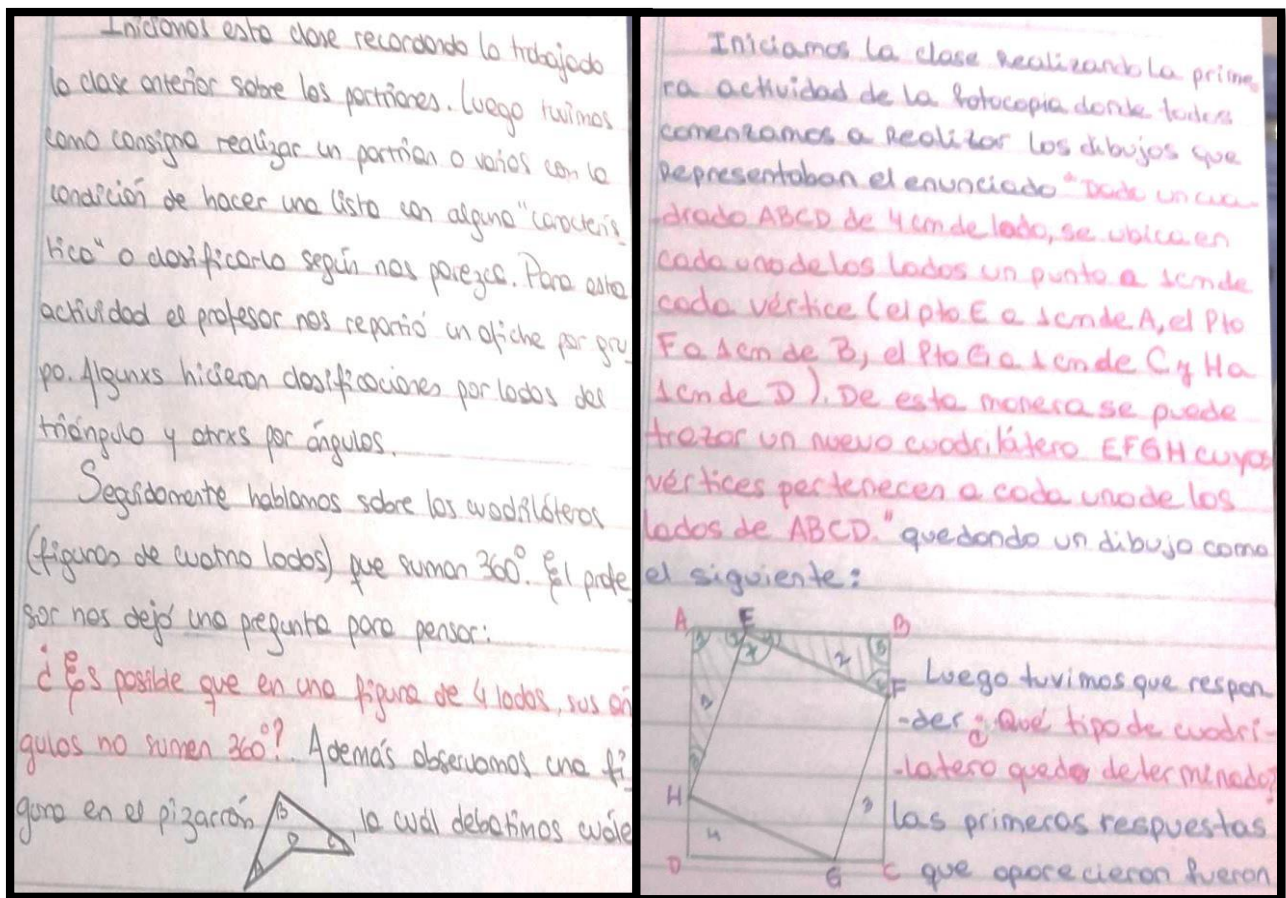 Iniciamos esta clase recordando lo trabajado
la clase anterior sobre los portriones. Luego tuvimos
como consigna realizar un portrión o varios con la
condición de hacer una lista con alguna "caracterís
tica" o clasificarlo según nos parezca. Para esta
actividad el profesor nos repartió un afiche por gru
po. Algunxs hicieron clasificaciones por lados del
triángulo y otrxs por ángulos.
Seguidamente hablamos sobre los cuadriláteros
(figuras de cuatro lados) que suman 360°. El profe
sor nos dejó una pregunta para pensar:
¿Es posible que en una figura de 4 lados, sus án
gulos no sumen 360°? Además observamos una fi
gura en el pizarrón
B
D
C
la cuál debatimos cuále
Iniciamos la clase Realizando la prime
ra actividad de la fotocopia donde todos
comenzamos a Realizar los dibujos que
Representaban el enunciado "Dado un cua
drado ABCD de 4 cm de lado, se ubica en
cada uno de los lados un punto a 1cm de
cada vértice (el pto E a 1cm de A, el Pto
F a 1cm de B, el Pto G a 1cm de C y H a
1cm de D). De esta manera se puede
trazar un nuevo cuadrilátero EFGH cuyos
vértices pertenecen a cada uno de los
lados de ABCD." quedando un dibujo como
el siguiente:
A E B
2
F
H
3
4
D G C
Luego tuvimos que respon
-der ¿Qué tipo de cuadri-
-latero queda determinado?
Las primeras respuestas
que aparecieron fueron